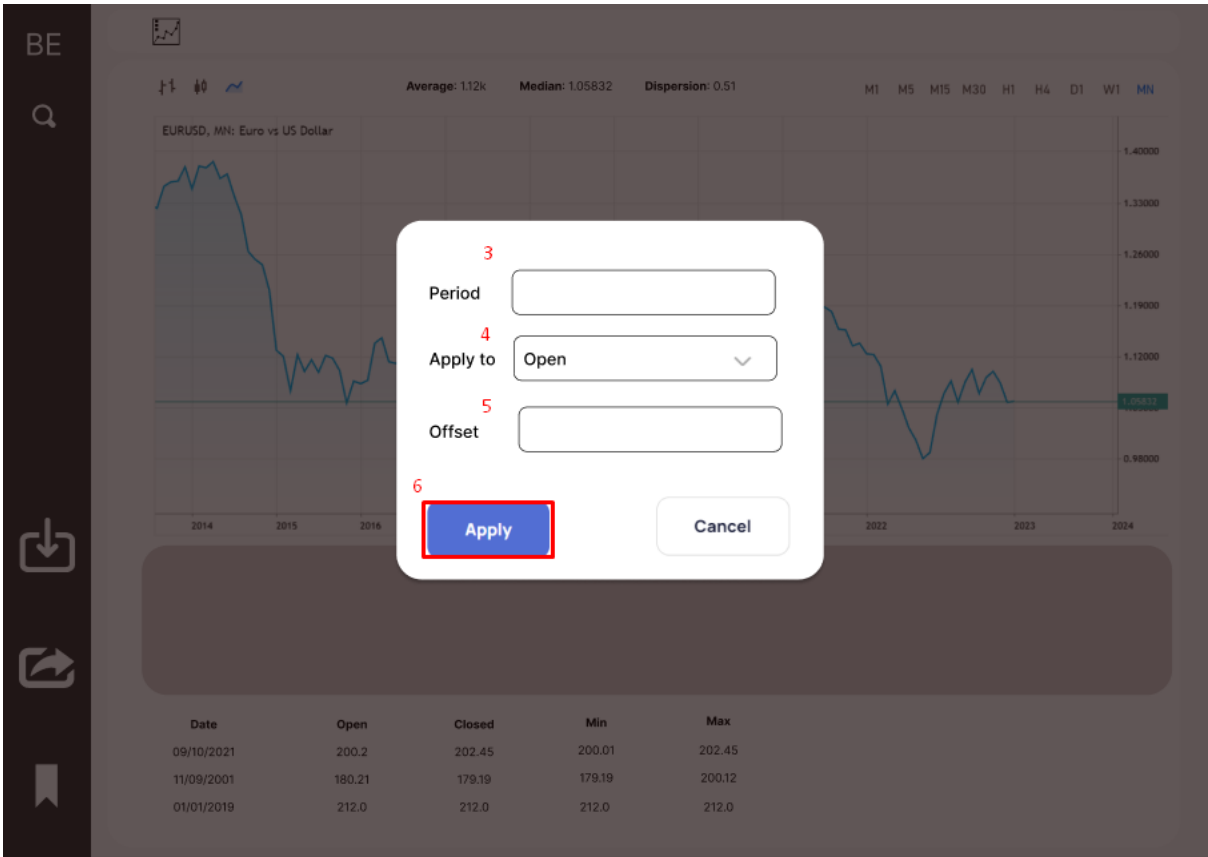 BE
Average: 1.12k Median: 1.05832 Dispersion: 0.51
M1 M5 M15 M30 H1 H4 D1 W1 MN
EURUSD, MN: Euro vs US Dollar
1.40000
1.33000
1.26000
1.19000
1.12000
1.05832
0.98000
3
Period
4
Apply to Open
5
Offset
6
Apply Cancel
2014 2015 2016 2022 2023 2024
Date Open Closed Min Max
09/10/2021 200.2 202.45 200.01 202.45
11/09/2001 180.21 179.19 179.19 200.12
01/01/2019 212.0 212.0 212.0 212.0